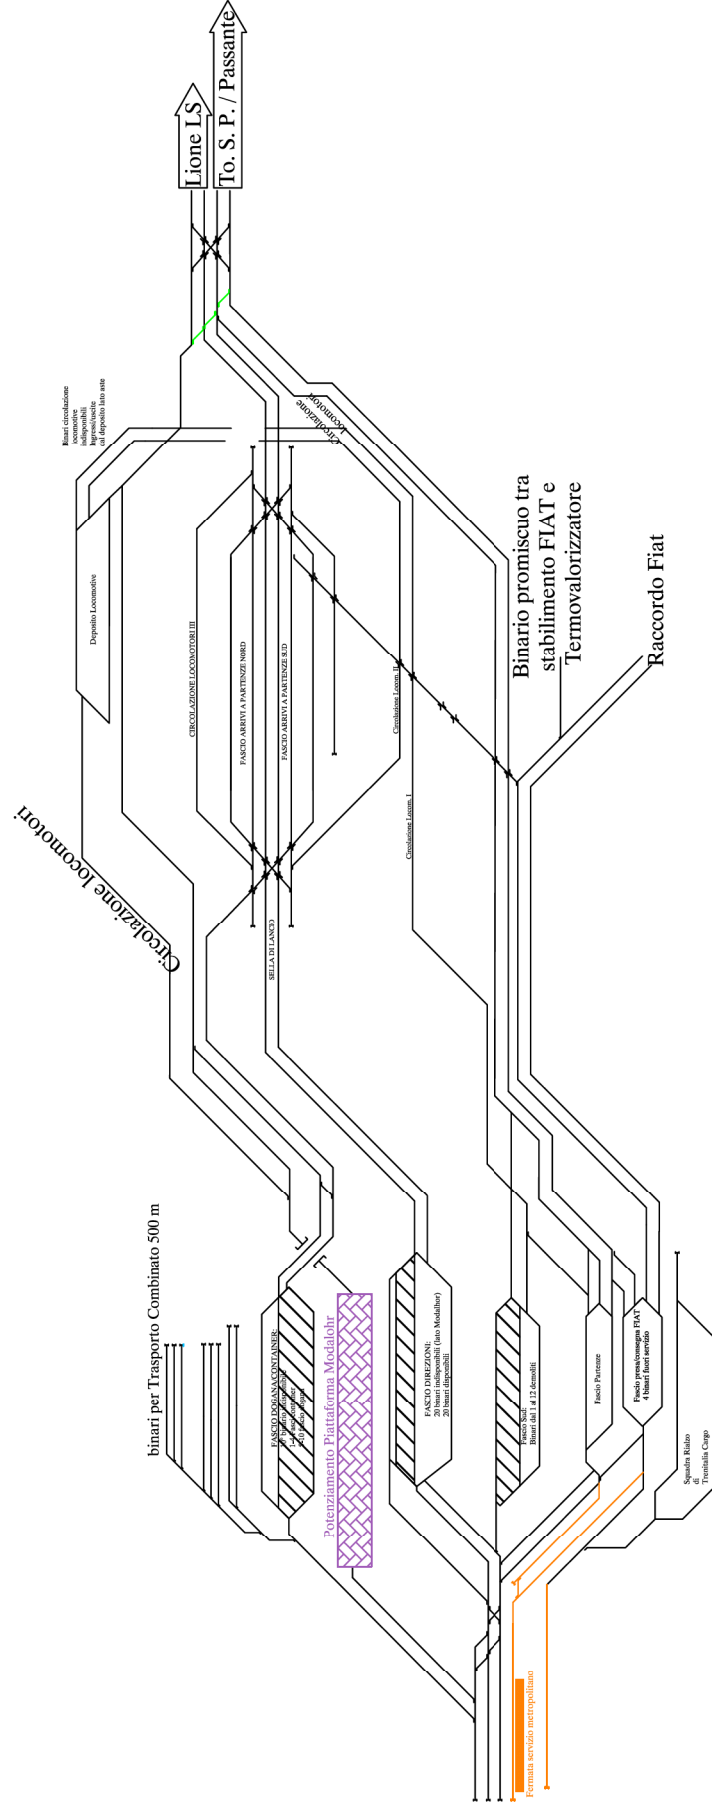 Lione LS
To. S. P. / Passante
Binari circolazione
locomotive
indisponibili
Ingressi/uscite
dal deposito lato aste
Circolazione
locomotori
Deposito Locomotive
CIRCOLAZIONE LOCOMOTORI III
FASCIO ARRIVI A PARTENZE NORD
FASCIO ARRIVI A PARTENZE SUD
Circolazione Locom. II
Circolazione Locom. I
Binario promiscuo tra
stabilimento FIAT e
Termovalorizzatore
Raccordo Fiat
Circolazione locomotori
SELLA DI LANCIO
binari per Trasporto Combinato 500 m
FASCIO DOGANA/CONTAINER:
Potenziamento Piattaforma Modalohr
FASCIO DIREZIONI:
20 binari indisponibili (lato Modalhor)
20 binari disponibili
Fascio Sud:
Binari dal 1 al 12 demoliti
Fascio Partenze
Fascio presa/consegna FIAT
4 binari fuori servizio
Squadra Rialzo
di
Trenitalia Cargo
Fermata servizio metropolitano